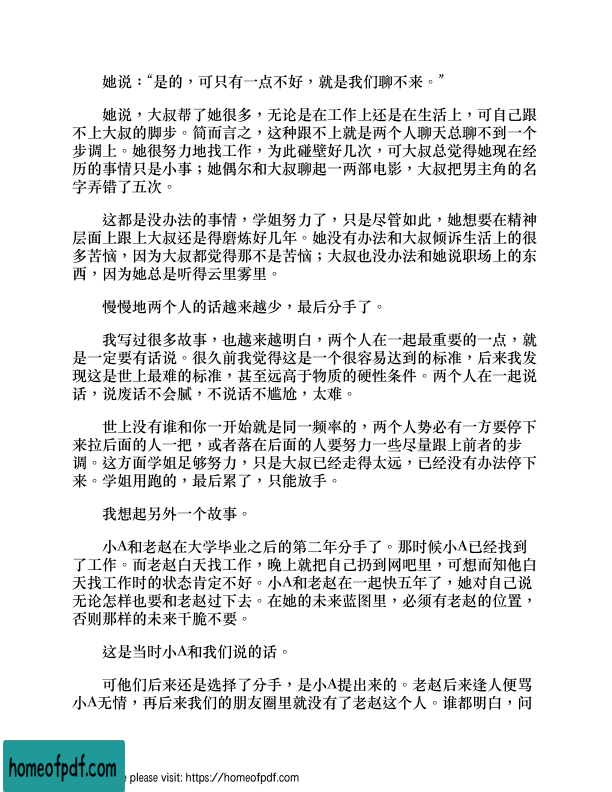 她说：“是的，可只有一点不好，就是我们聊不来。”
她说，大叔帮了她很多，无论是在工作上还是在生活上，可自己跟
不上大叔的脚步。简而言之，这种跟不上就是两个人聊天总聊不到一个
步调上。她很努力地找工作，为此碰壁好几次，可大叔总觉得她现在经
历的事情只是小事；她偶尔和大叔聊起一两部电影，大叔把男主角的名
字弄错了五次。
这都是没办法的事情，学姐努力了，只是尽管如此，她想要在精神
层面上跟上大叔还是得磨炼好几年。她没有办法和大叔倾诉生活上的很
多苦恼，因为大叔都觉得那不是苦恼；大叔也没办法和她说职场上的东
西，因为她总是听得云里雾里。
慢慢地两个人的话越来越少，最后分手了。
我写过很多故事，也越来越明白，两个人在一起最重要的一点，就
是一定要有话说。很久前我觉得这是一个很容易达到的标准，后来我发
现这是世上最难的标准，甚至远高于物质的硬性条件。两个人在一起说
话，说废话不会腻，不说话不尴尬，太难。
世上没有谁和你一开始就是同一频率的，两个人势必有一方要停下
来拉后面的人一把，或者落在后面的人要努力一些尽量跟上前者的步
调。这方面学姐足够努力，只是大叔已经走得太远，已经没有办法停下
来。学姐用跑的，最后累了，只能放手。
我想起另外一个故事。
小A和老赵在大学毕业之后的第二年分手了。那时候小A已经找到
了工作。而老赵白天找工作，晚上就把自己扔到网吧里，可想而知他白
天找工作时的状态肯定不好。小A和老赵在一起快五年了，她对自己说
无论怎样也要和老赵过下去。在她的未来蓝图里，必须有老赵的位置，
否则那样的未来干脆不要。
这是当时小A和我们说的话。
可他们后来还是选择了分手，是小A提出来的。老赵后来逢人便骂
小A无情，再后来我们的朋友圈里就没有了老赵这个人。谁都明白，问
homeofpdf.com
e please visit: https://homeofpdf.com